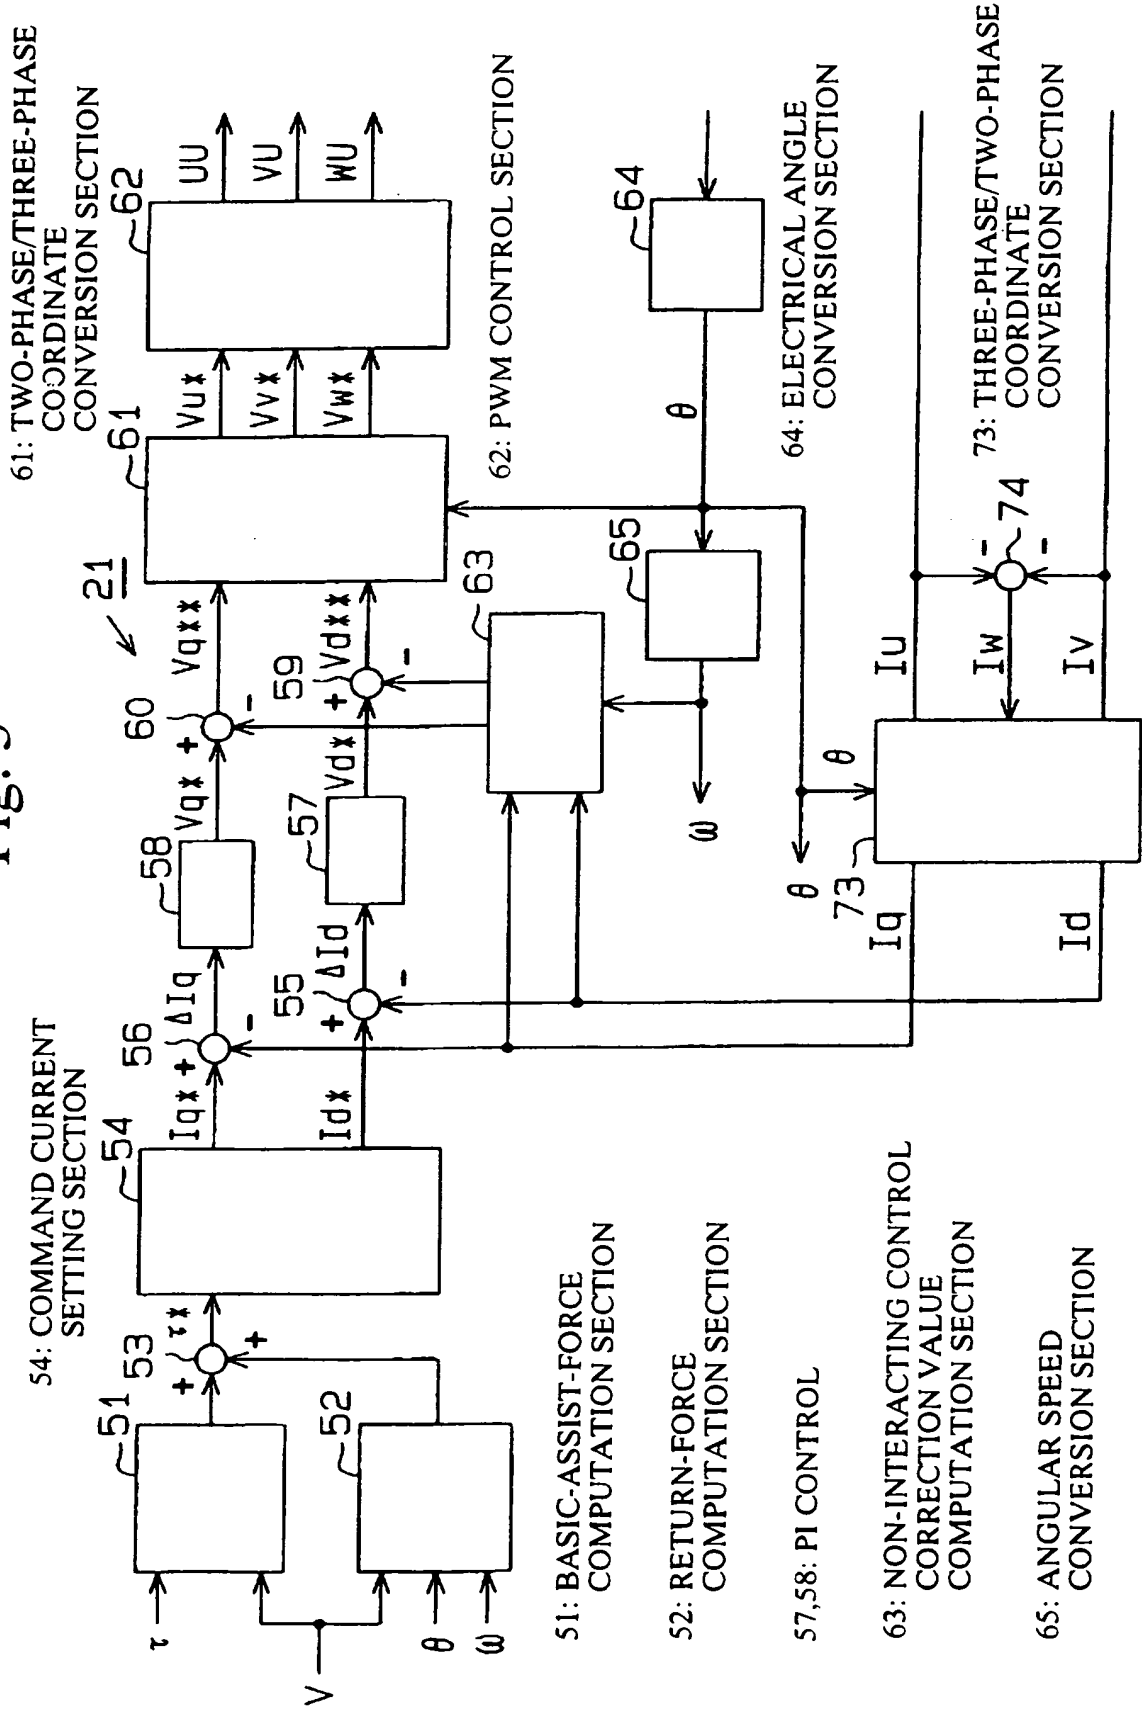 Fig. 3
61: TWO-PHASE/THREE-PHASE
COORDINATE
CONVERSION SECTION
54: COMMAND CURRENT
SETTING SECTION
21
τ
V
θ
ω
51
52
+
+
53
τ*
54
Iq*
Id*
+
-
56
ΔIq
+
-
55
ΔId
58
57
Vq*
Vd*
+
-
60
Vq**
+
-
59
Vd**
61
Vu*
Vv*
Vw*
62
UU
VU
WU
63
65
64
θ
ω
θ
θ
73
Iq
Id
Iu
Iw
Iv
-
-
74
62: PWM CONTROL SECTION
64: ELECTRICAL ANGLE
CONVERSION SECTION
73: THREE-PHASE/TWO-PHASE
COORDINATE
CONVERSION SECTION
51: BASIC-ASSIST-FORCE
COMPUTATION SECTION
52: RETURN-FORCE
COMPUTATION SECTION
57,58: PI CONTROL
63: NON-INTERACTING CONTROL
CORRECTION VALUE
COMPUTATION SECTION
65: ANGULAR SPEED
CONVERSION SECTION